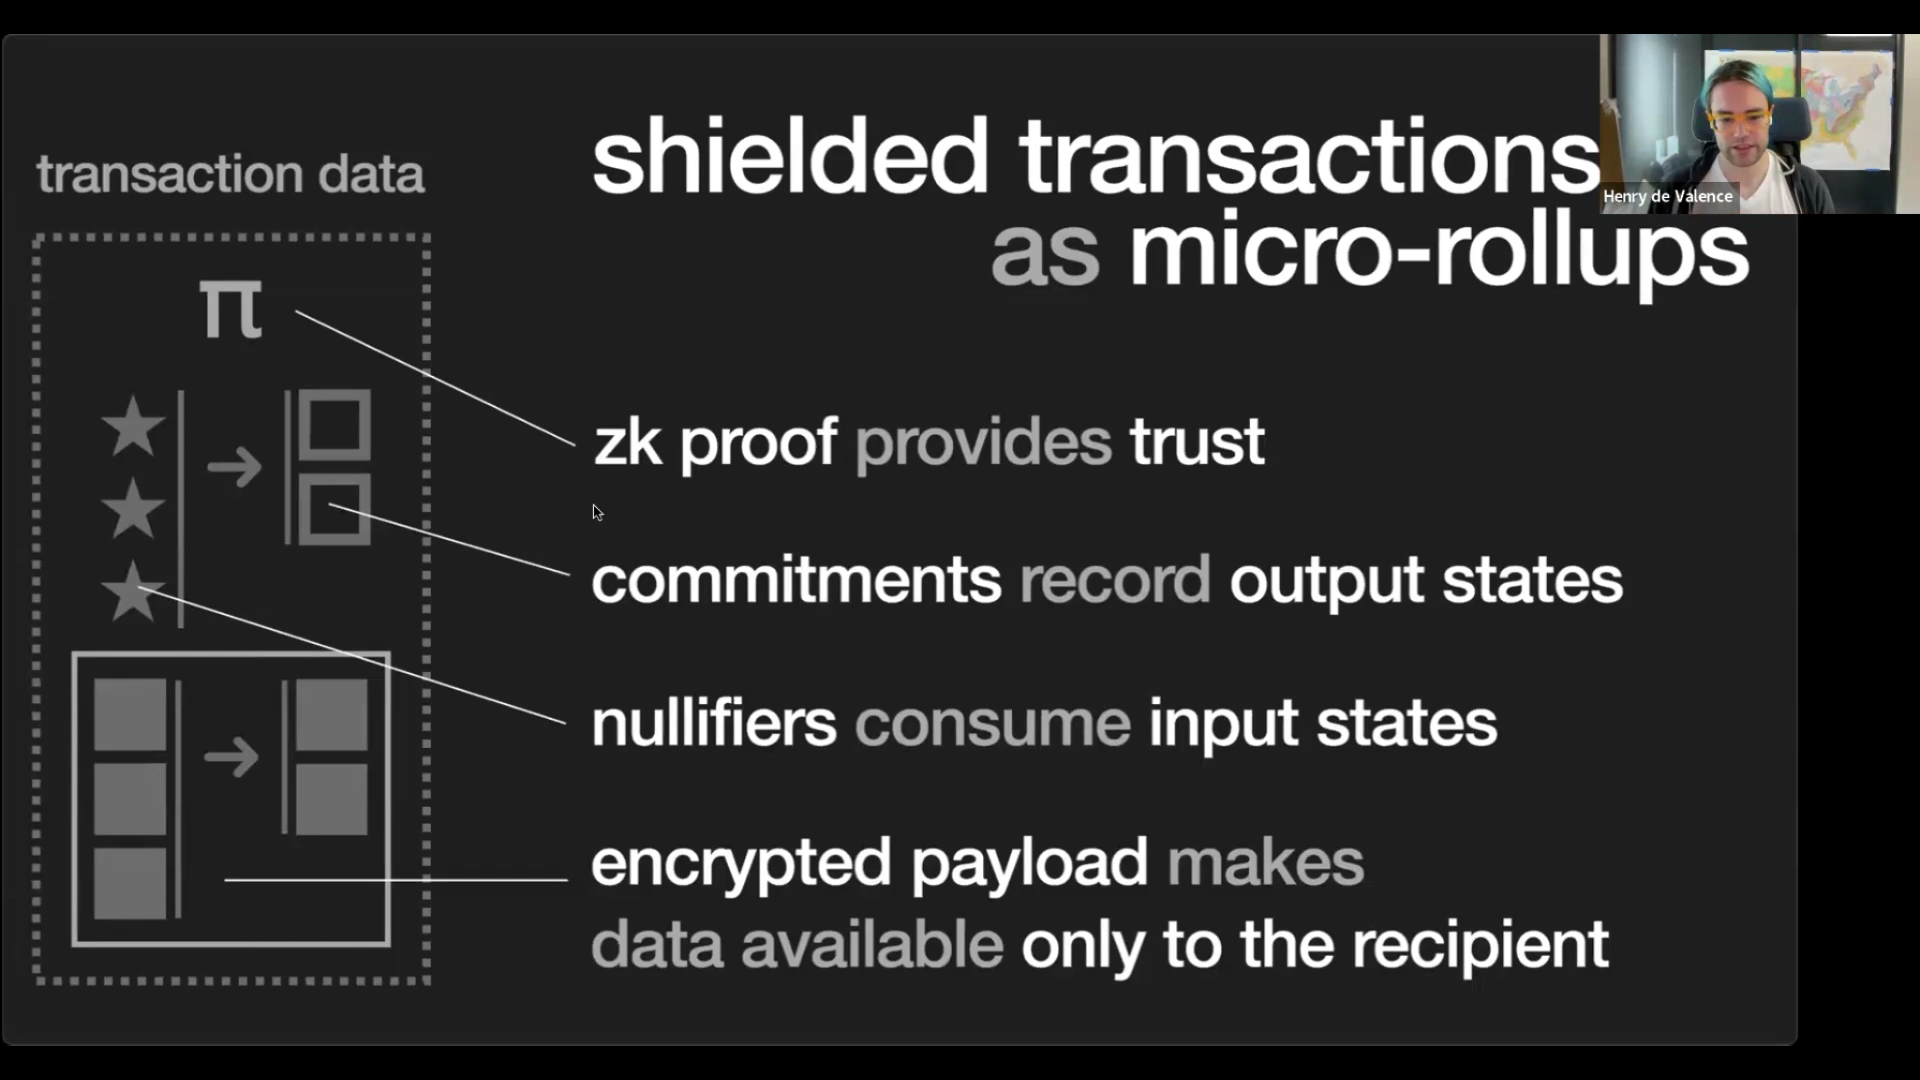 shielded transactions
as micro-rollups
Henry de Valence
transaction data
π
zk proof provides trust
commitments record output states
nullifiers consume input states
encrypted payload makes
data available only to the recipient